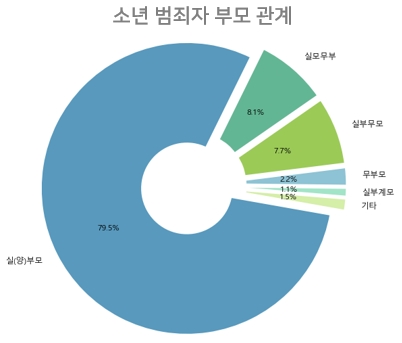 소년 범죄자 부모 관계
실모무부
8.1%
실부무모
7.7%
무부모
2.2%
실부계모
1.1%
기타
1.5%
79.5%
실(양)부모